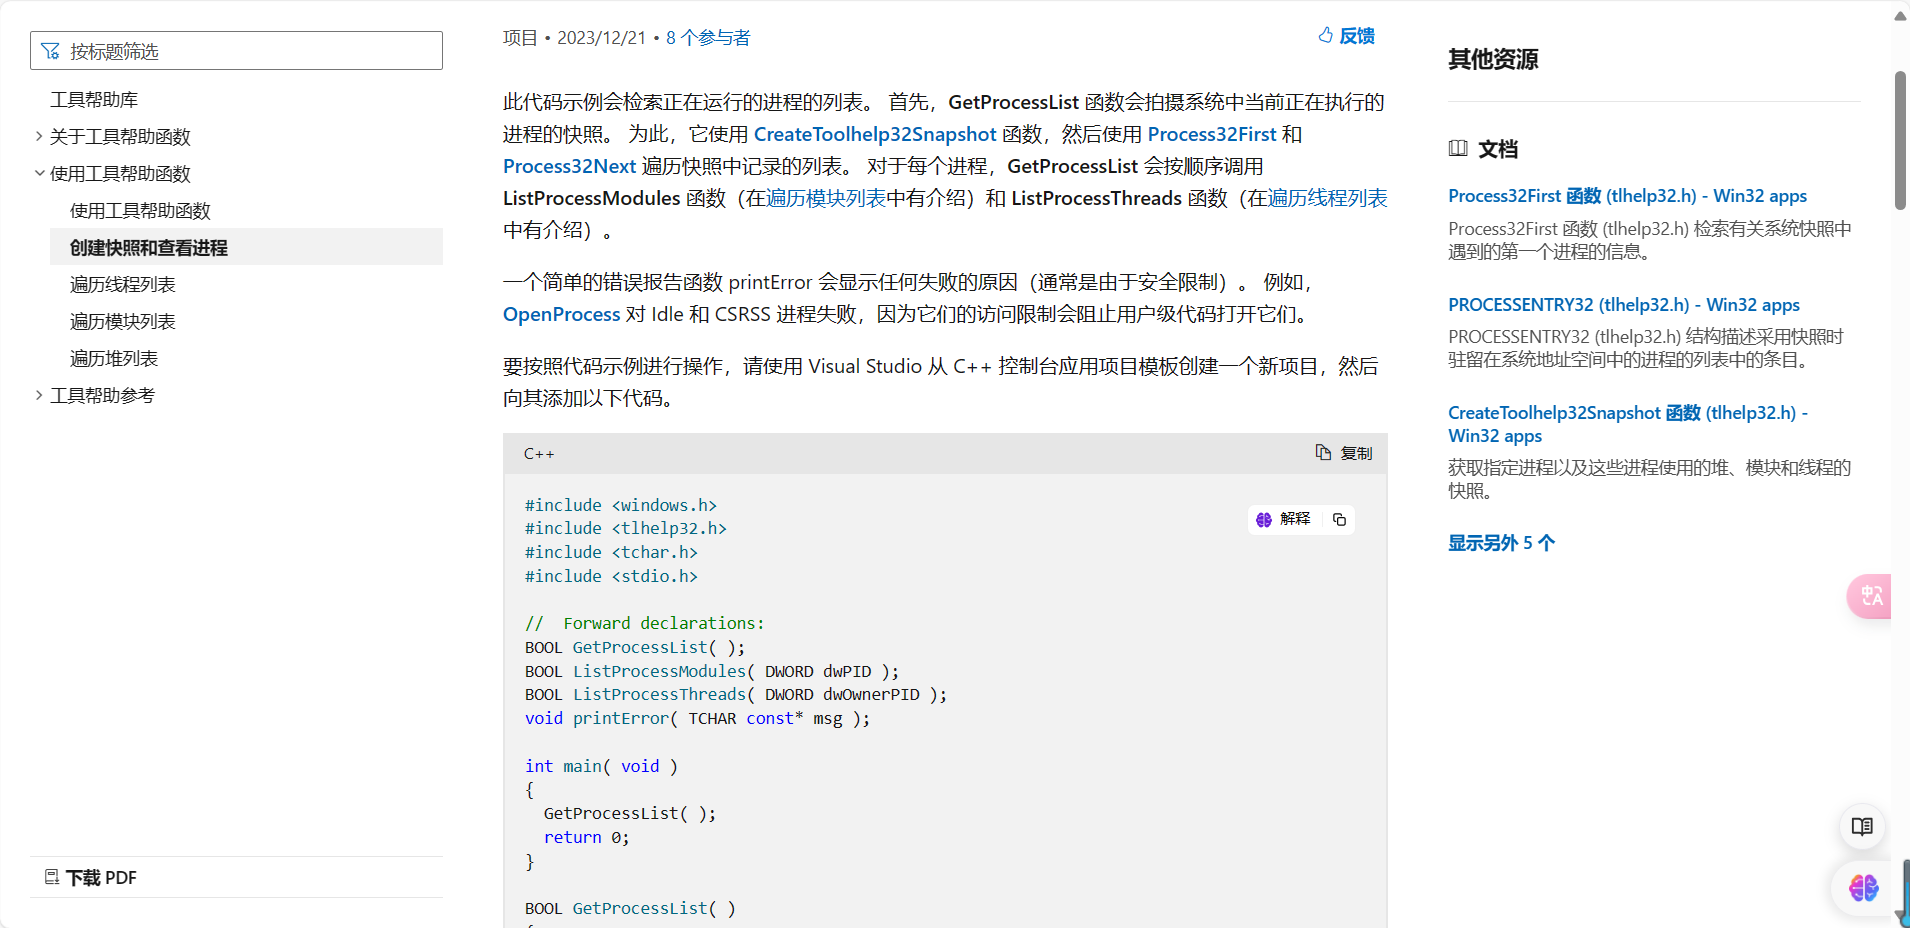 按标题筛选
工具帮助库
关于工具帮助函数
使用工具帮助函数
使用工具帮助函数
创建快照和查看进程
遍历线程列表
遍历模块列表
遍历堆列表
工具帮助参考
下载 PDF
项目 • 2023/12/21 • 8 个参与者
反馈
此代码示例会检索正在运行的进程的列表。 首先，GetProcessList 函数会拍摄系统中当前正在执行的
进程的快照。 为此，它使用 CreateToolhelp32Snapshot 函数，然后使用 Process32First 和
Process32Next 遍历快照中记录的列表。 对于每个进程，GetProcessList 会按顺序调用
ListProcessModules 函数（在遍历模块列表中有介绍）和 ListProcessThreads 函数（在遍历线程列表
中有介绍）。
一个简单的错误报告函数 printError 会显示任何失败的原因（通常是由于安全限制）。 例如，
OpenProcess 对 Idle 和 CSRSS 进程失败，因为它们的访问限制会阻止用户级代码打开它们。
要按照代码示例进行操作，请使用 Visual Studio 从 C++ 控制台应用项目模板创建一个新项目，然后
向其添加以下代码。
C++
复制
解释
#include <windows.h>
#include <tlhelp32.h>
#include <tchar.h>
#include <stdio.h>
//  Forward declarations:
BOOL GetProcessList( );
BOOL ListProcessModules( DWORD dwPID );
BOOL ListProcessThreads( DWORD dwOwnerPID );
void printError( TCHAR const* msg );
int main( void )
{
  GetProcessList( );
  return 0;
}
BOOL GetProcessList( )
其他资源
文档
Process32First 函数 (tlhelp32.h) - Win32 apps
Process32First 函数 (tlhelp32.h) 检索有关系统快照中
遇到的第一个进程的信息。
PROCESSENTRY32 (tlhelp32.h) - Win32 apps
PROCESSENTRY32 (tlhelp32.h) 结构描述采用快照时
驻留在系统地址空间中的进程的列表中的条目。
CreateToolhelp32Snapshot 函数 (tlhelp32.h) -
Win32 apps
获取指定进程以及这些进程使用的堆、模块和线程的
快照。
显示另外 5 个
中A